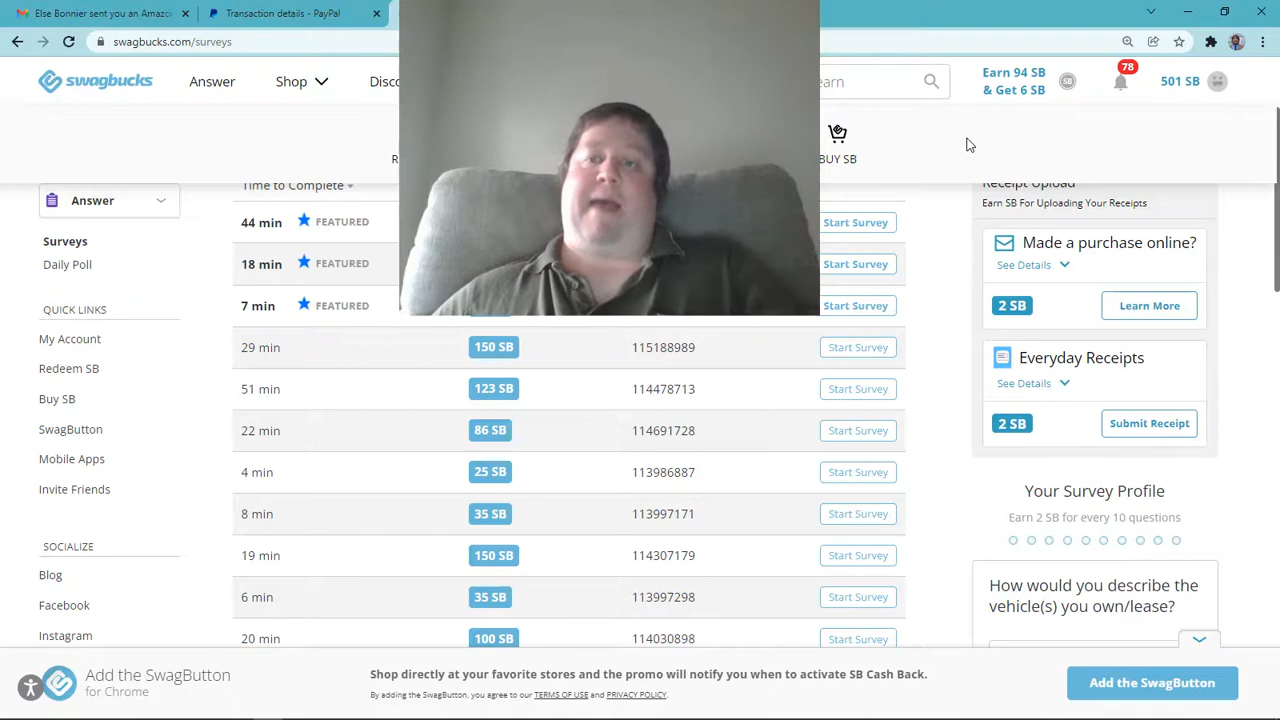 Else Bonnier sent you an Amazo
Transaction details - PayPal
swagbucks.com/surveys
swagbucks
Answer
Shop
Disco
earn
Earn 94 SB
& Get 6 SB
SB
78
501 SB
BUY SB
Answer
Surveys
Daily Poll
QUICK LINKS
My Account
Redeem SB
Buy SB
SwagButton
Mobile Apps
Invite Friends
SOCIALIZE
Blog
Facebook
Instagram
Time to Complete
44 min FEATURED Start Survey
18 min FEATURED Start Survey
7 min FEATURED Start Survey
29 min 150 SB 115188989 Start Survey
51 min 123 SB 114478713 Start Survey
22 min 86 SB 114691728 Start Survey
4 min 25 SB 113986887 Start Survey
8 min 35 SB 113997171 Start Survey
19 min 150 SB 114307179 Start Survey
6 min 35 SB 113997298 Start Survey
20 min 100 SB 114030898 Start Survey
Receipt Upload
Earn SB For Uploading Your Receipts
Made a purchase online?
See Details
2 SB Learn More
Everyday Receipts
See Details
2 SB Submit Receipt
Your Survey Profile
Earn 2 SB for every 10 questions
How would you describe the
vehicle(s) you own/lease?
Add the SwagButton
for Chrome
Shop directly at your favorite stores and the promo will notify you when to activate SB Cash Back.
By adding the SwagButton, you agree to our TERMS OF USE and PRIVACY POLICY.
Add the SwagButton